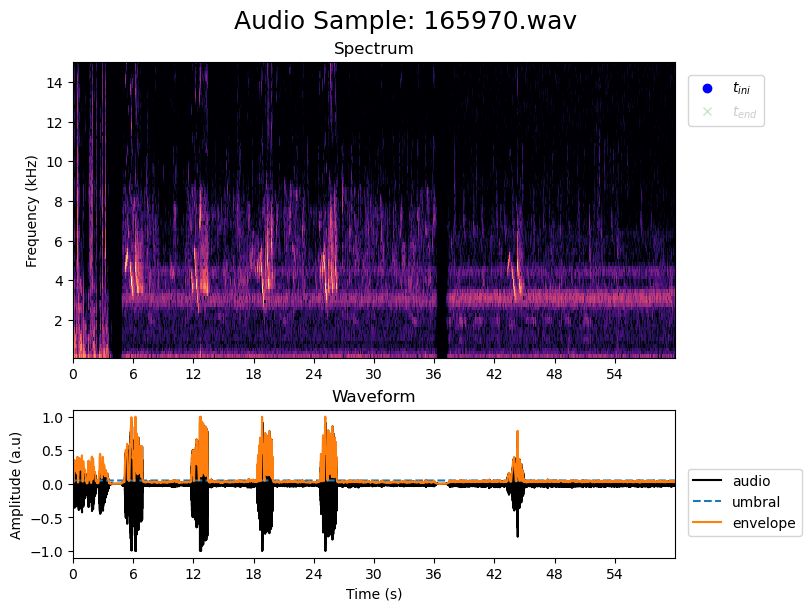 Audio Sample: 165970.wav
Spectrum
14
12
10
8
6
4
2
Frequency (kHz)
0 6 12 18 24 30 36 42 48 54
t_ini
t_end
Waveform
1.0
0.5
0.0
−0.5
−1.0
Amplitude (a.u)
0 6 12 18 24 30 36 42 48 54
Time (s)
audio
umbral
envelope